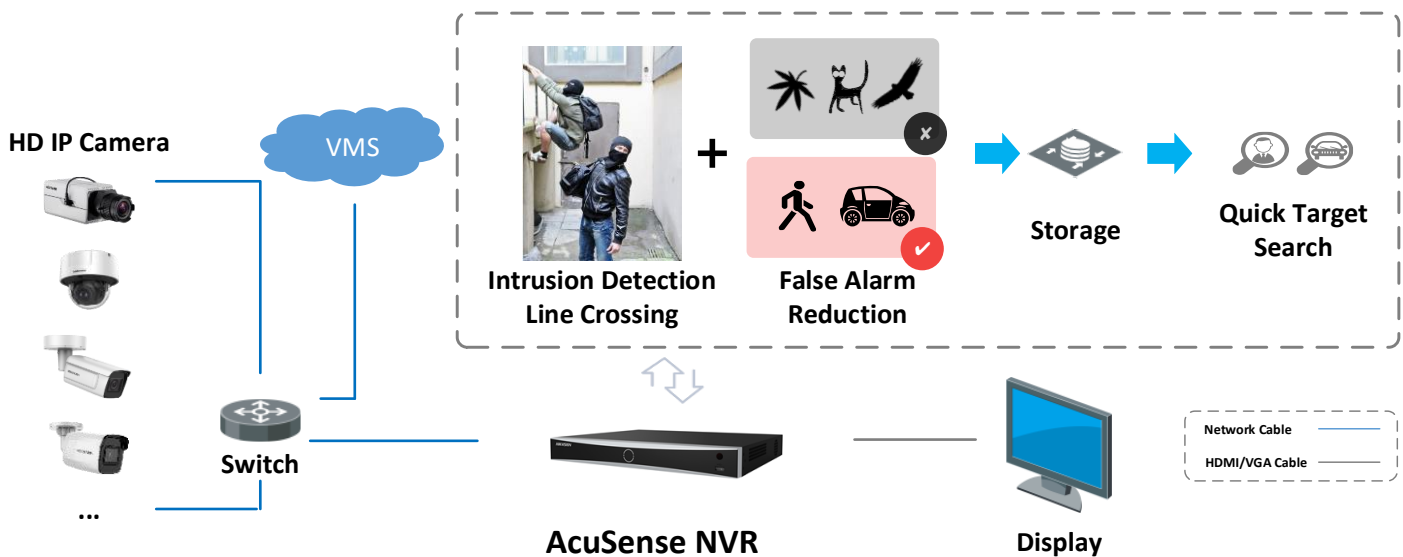 HD IP Camera
VMS
Intrusion Detection
Line Crossing
+
False Alarm
Reduction
Storage
Quick Target
Search
Switch
...
AcuSense NVR
Display
Network Cable
HDMI/VGA Cable